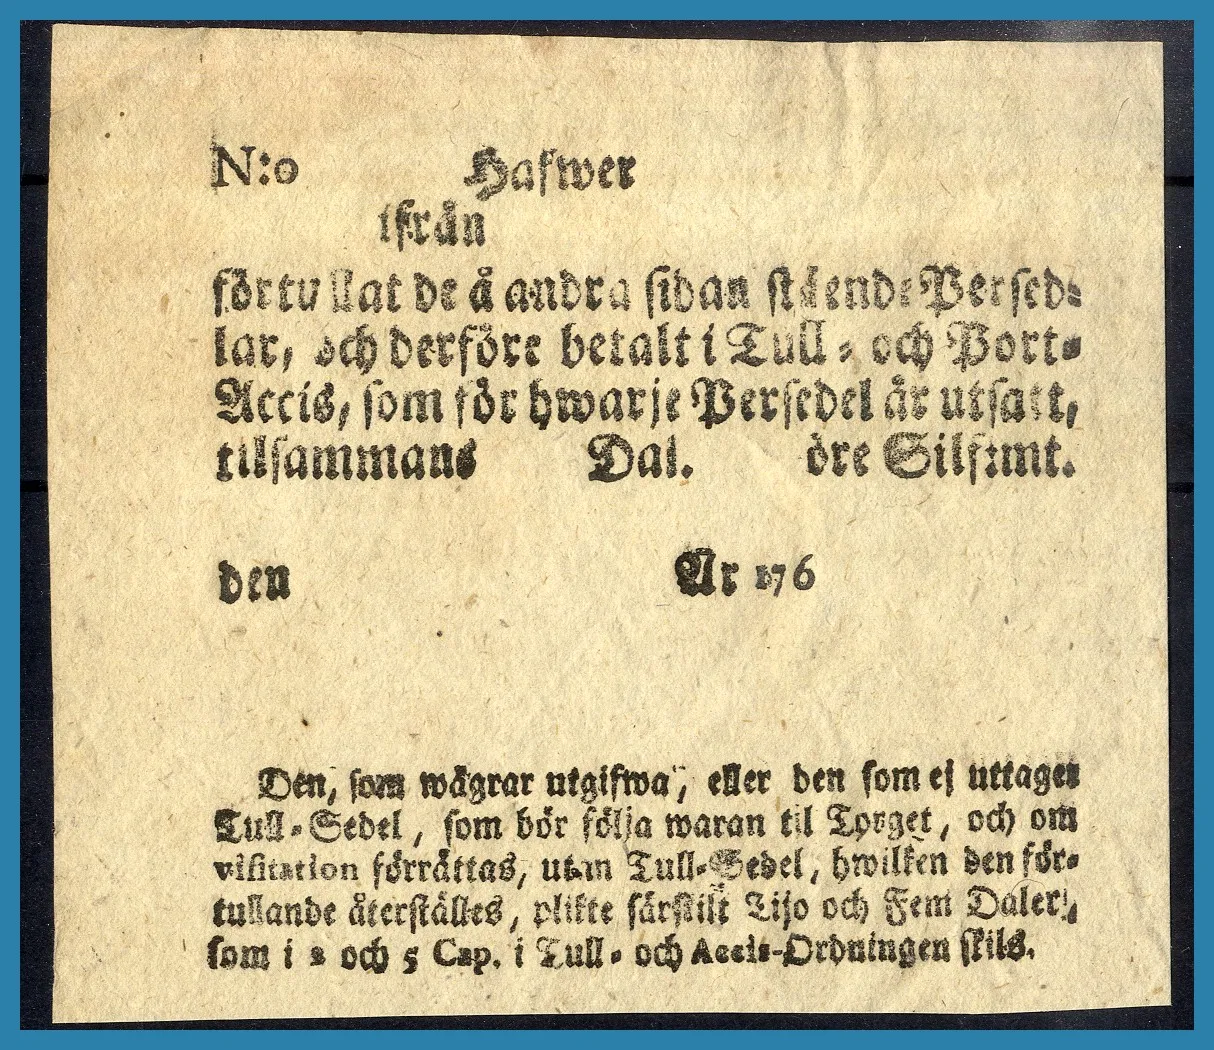 N:o Hafwer
ifrån
förtullat de å andra sidan stående Persed-
lar, och derföre betalt i Tull- och Port-
Accis, som för hwarje Persedel är utsatt,
tilsammans Dal. öre Silf:mt.
den År 176
Den, som wägrar utgifwa, eller den som ej uttager
Tull-Sedel, som bör följa waran til Torget, och om
visitation förrättas, utan Tull-Sedel, hwilken den för-
tullande återställes, plikte särskilt Tijo och Fem Daler,
som i 2 och 5 Cap. i Tull- och Accis-Ordningen skils.